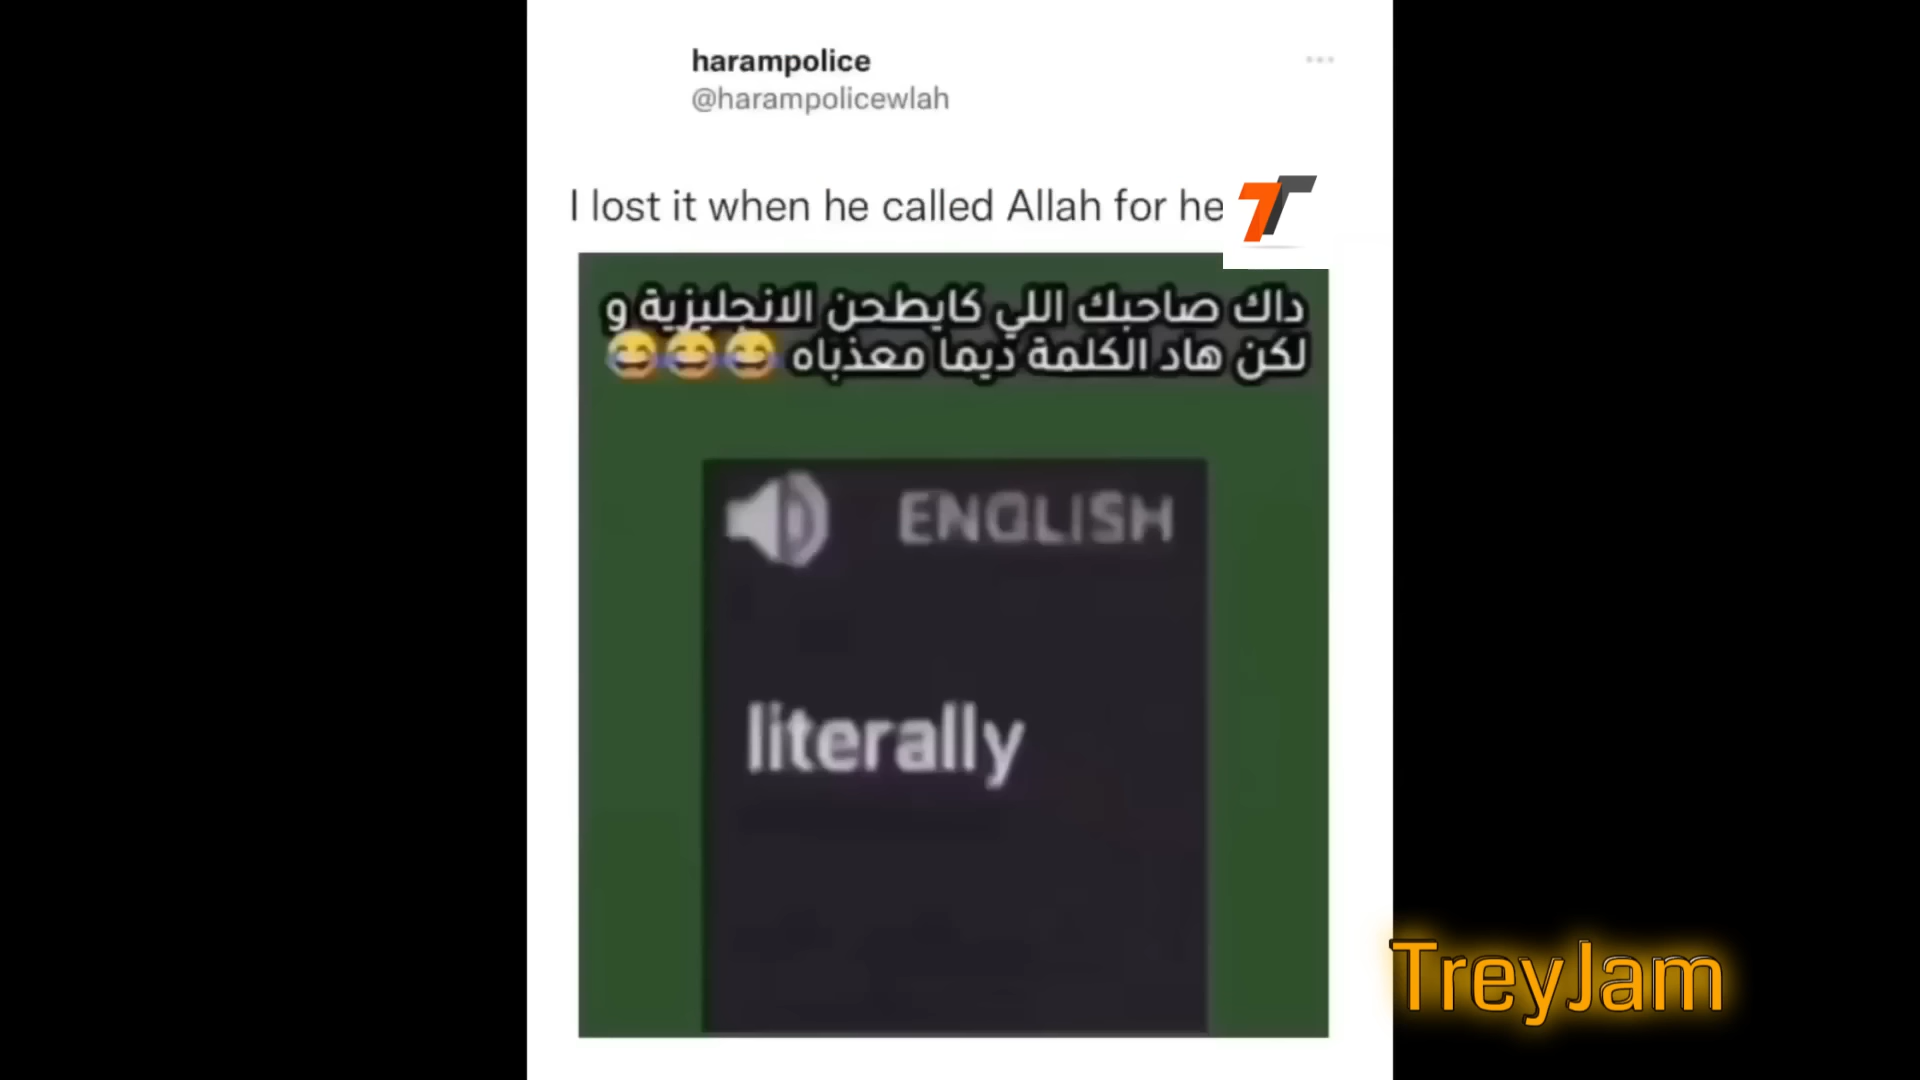 harampolice
@harampolicewlah
I lost it when he called Allah for he
داك صاحبك اللي كايطحن الانجليزية و
لكن هاد الكلمة ديما معذباه 😂😂😂
ENGLISH
literally
TreyJam